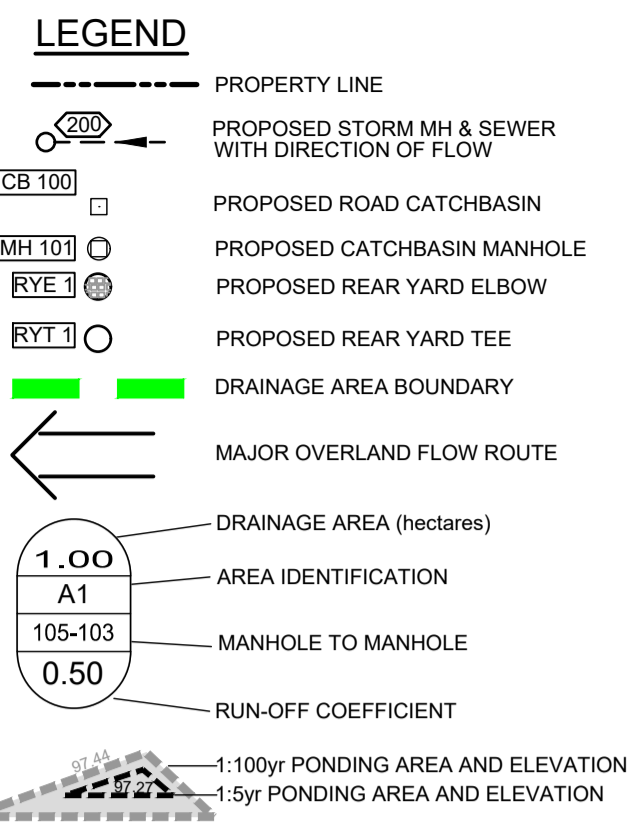 LEGEND
PROPERTY LINE
200
PROPOSED STORM MH & SEWER
WITH DIRECTION OF FLOW
CB 100
PROPOSED ROAD CATCHBASIN
MH 101
PROPOSED CATCHBASIN MANHOLE
RYE 1
PROPOSED REAR YARD ELBOW
RYT 1
PROPOSED REAR YARD TEE
DRAINAGE AREA BOUNDARY
MAJOR OVERLAND FLOW ROUTE
DRAINAGE AREA (hectares)
1.00
AREA IDENTIFICATION
A1
105-103
MANHOLE TO MANHOLE
0.50
RUN-OFF COEFFICIENT
97.44
1:100yr PONDING AREA AND ELEVATION
97.27
1:5yr PONDING AREA AND ELEVATION